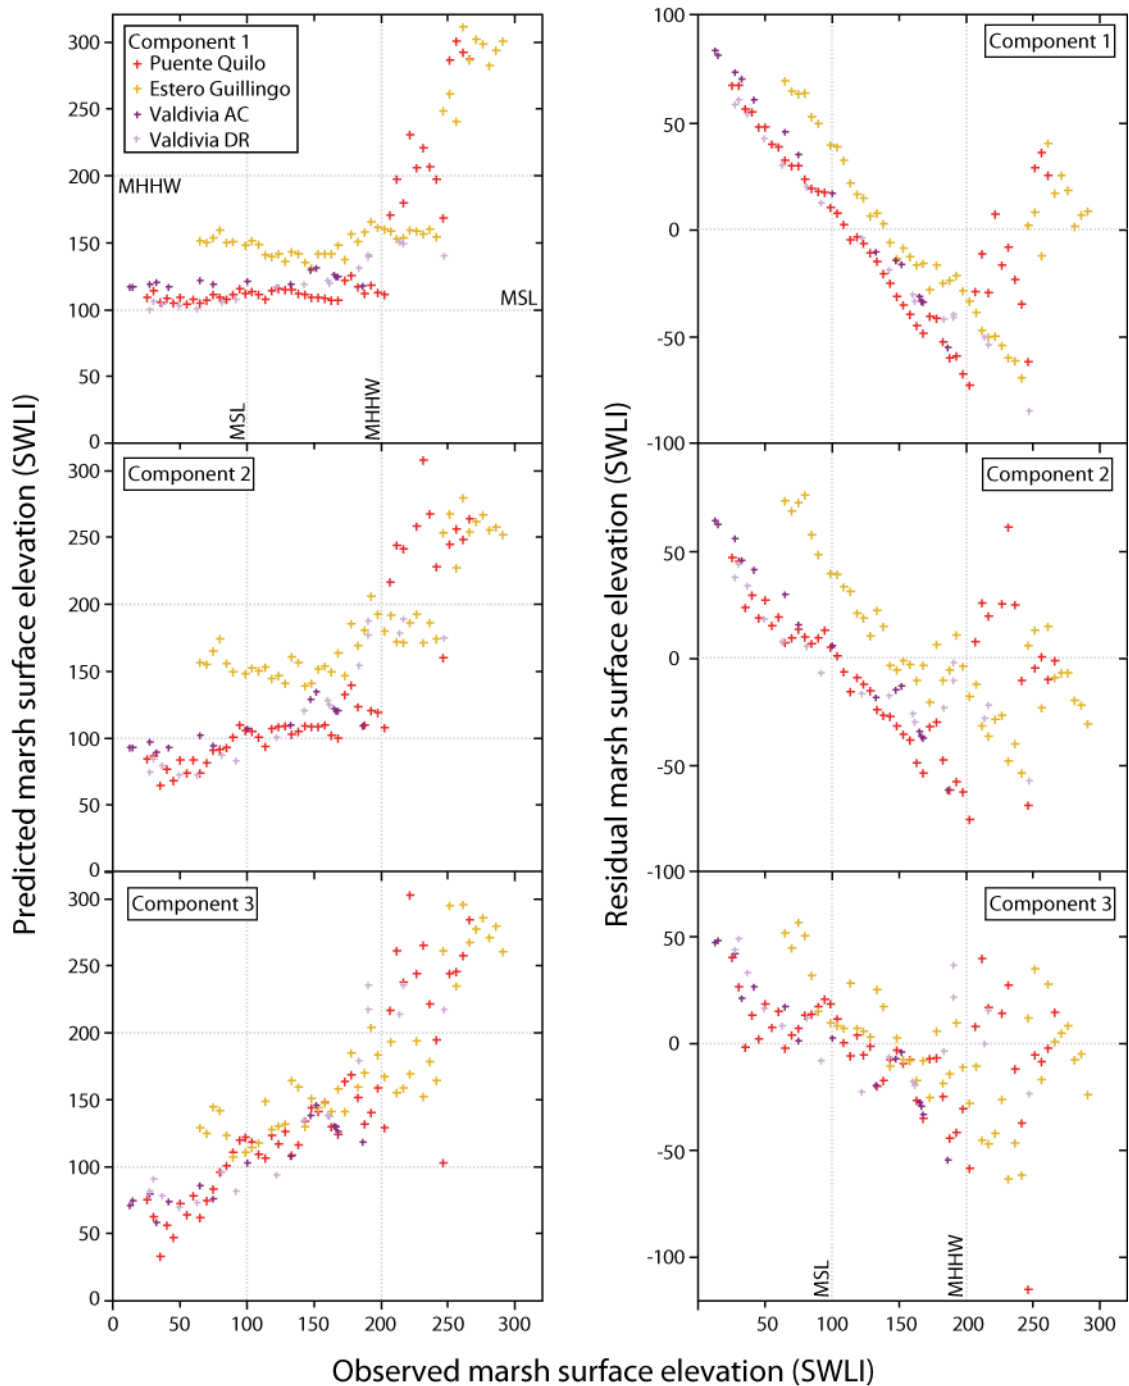 Component 1
Puente Quilo
Estero Guillingo
Valdivia AC
Valdivia DR
MHHW
MSL
MSL
MHHW
300
250
200
150
100
50
0
Component 2
300
250
200
150
100
50
0
Component 3
300
250
200
150
100
50
0
0 50 100 150 200 250 300
Predicted marsh surface elevation (SWLI)
Component 1
100
50
0
-50
-100
Component 2
50
0
-50
-100
Component 3
50
0
-50
-100
MSL
MHHW
50 100 150 200 250 300
Residual marsh surface elevation (SWLI)
Observed marsh surface elevation (SWLI)